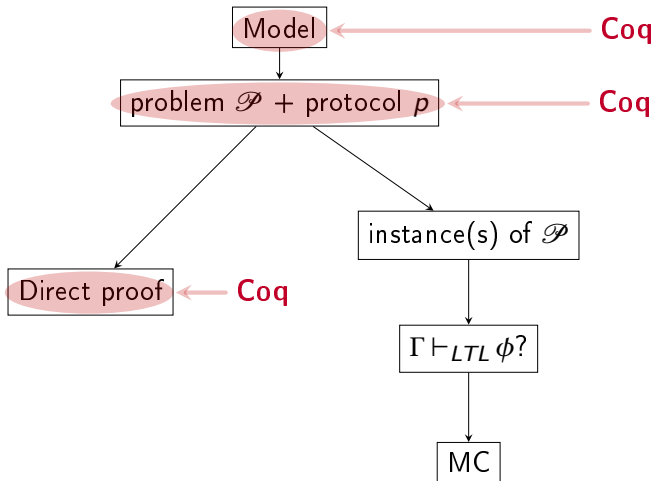 Model
Coq
problem 𝒫 + protocol p
Coq
instance(s) of 𝒫
Direct proof
Coq
Γ ⊢LTL ϕ?
MC